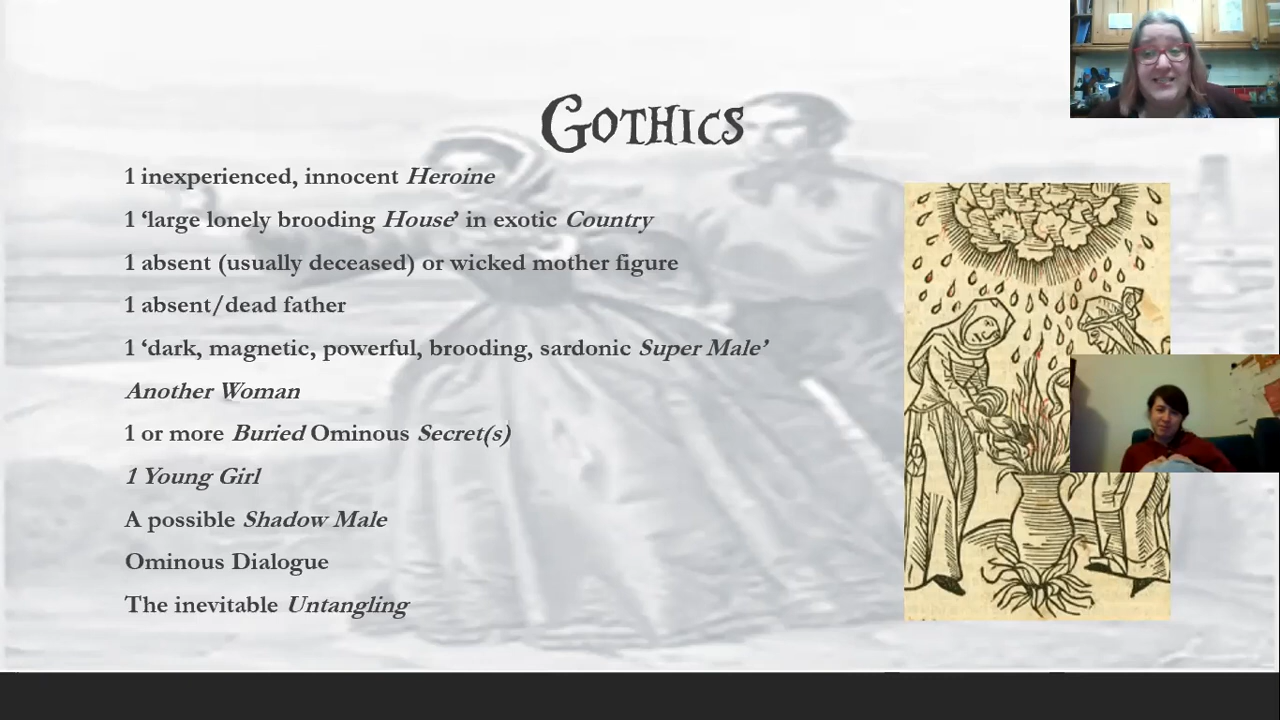 Gothics
1 inexperienced, innocent Heroine
1 ‘large lonely brooding House’ in exotic Country
1 absent (usually deceased) or wicked mother figure
1 absent/dead father
1 ‘dark, magnetic, powerful, brooding, sardonic Super Male’
Another Woman
1 or more Buried Ominous Secret(s)
1 Young Girl
A possible Shadow Male
Ominous Dialogue
The inevitable Untangling